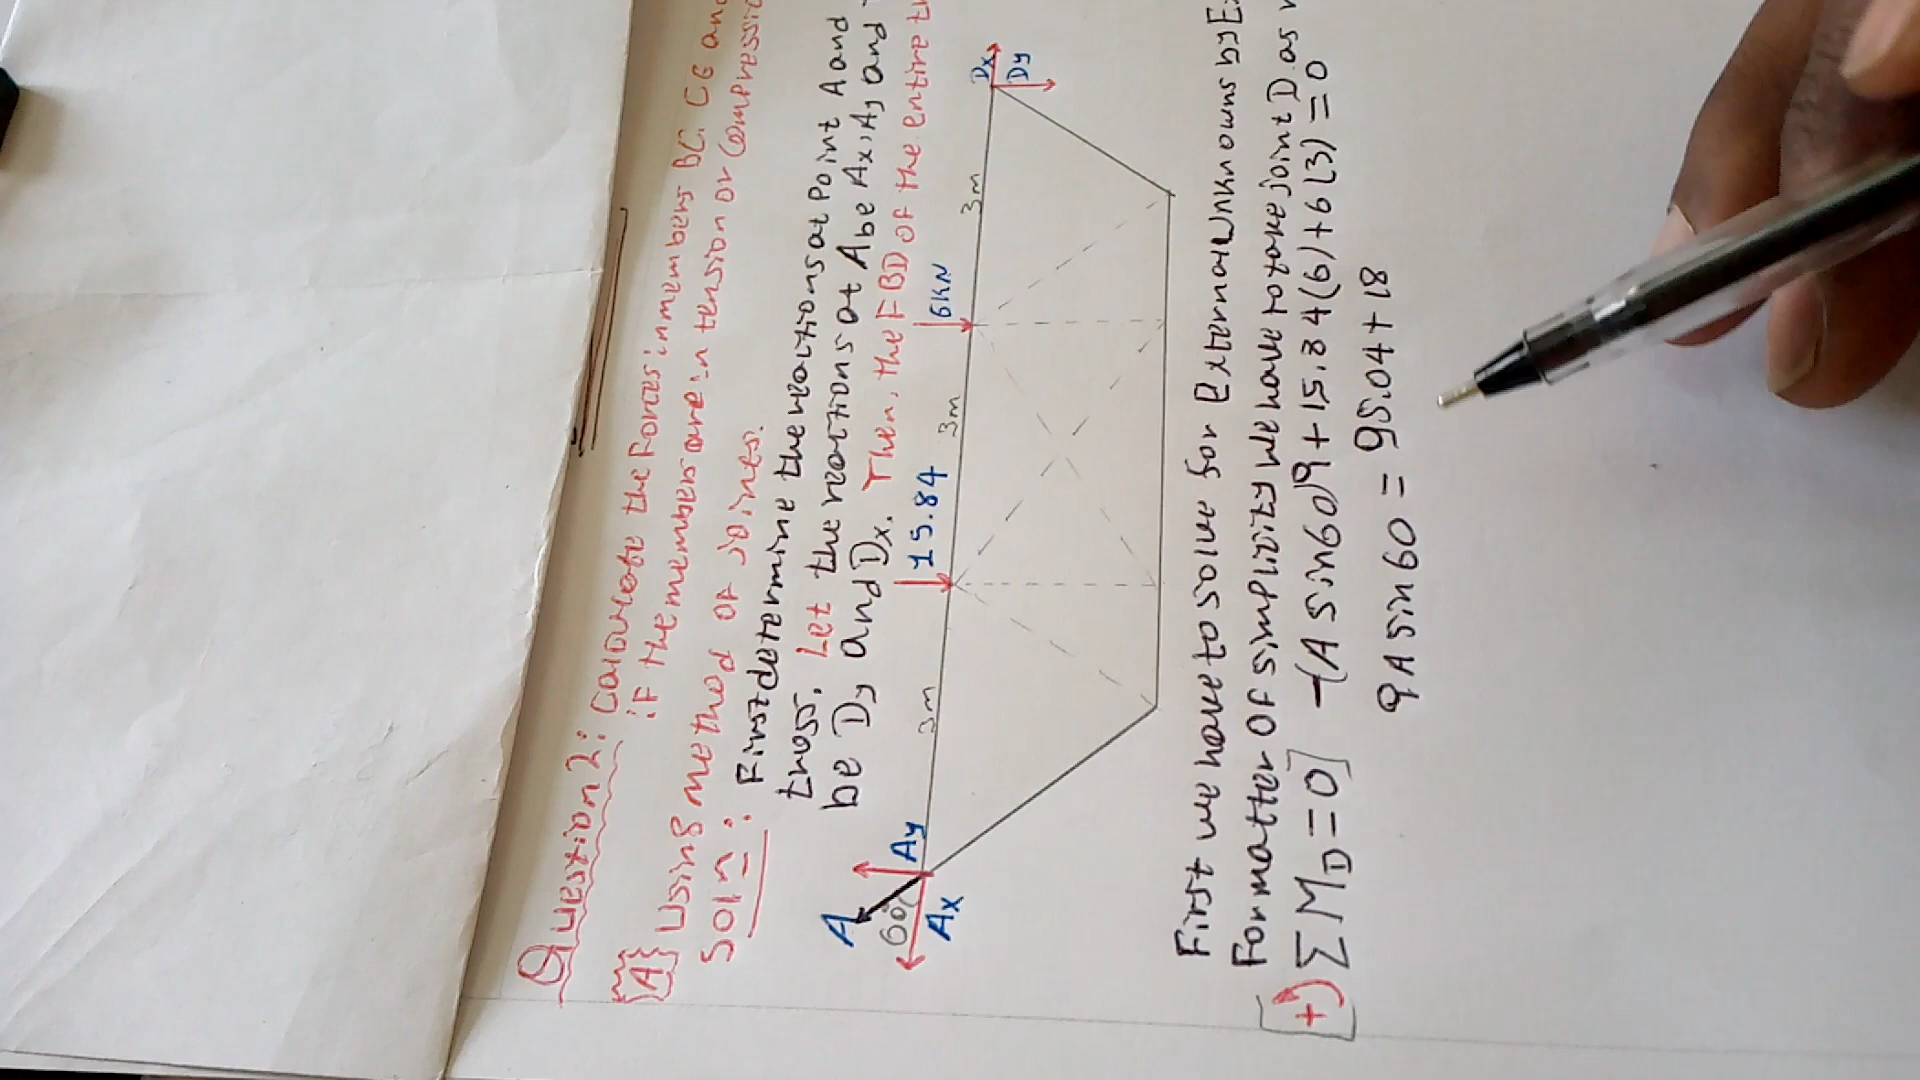 Question 2: Calculate the Forces in members BC, CG and
if the members are in tension or Compressio
{A} Using method of joints.
Soln: First determine the reactions at Point A and
truss. Let the reactions at A be Ax, Ay and
be Dy and Dx. Then, the FBD of the entire
A
60°
Ay
Ax
3m
15.84
3m
6KN
3m
Dx
Dy
First we have to solve for external unknowns by
For matter of simplicity I have to take joint D as
+) [ΣMD=0] -(A sin60)9+15.84(6)+6(3)=0
9A sin60 = 95.04+18